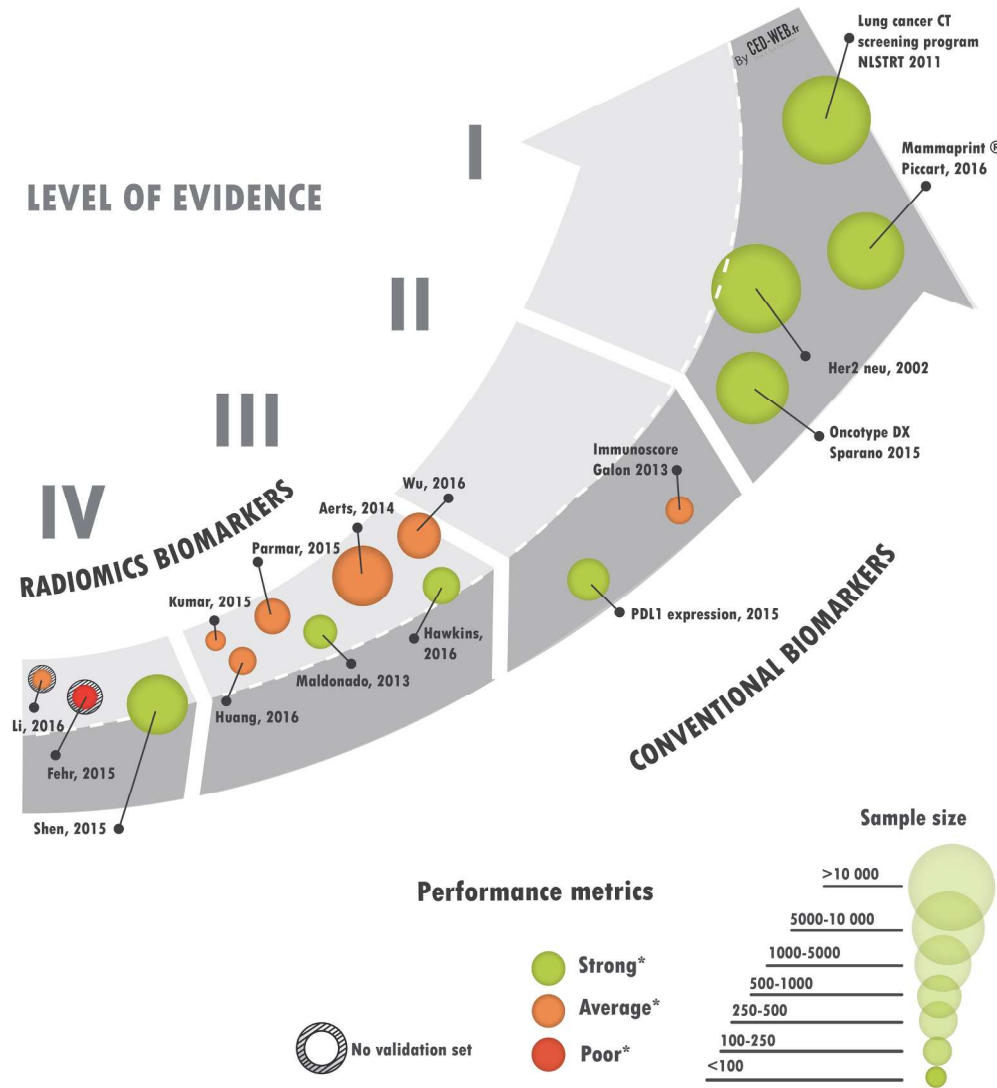 By CED-WEB.fr
Lung cancer CT
screening program
NLSTRT 2011
I
Mammaprint ®
Piccart, 2016
LEVEL OF EVIDENCE
II
Her2 neu, 2002
III
Oncotype DX
Sparano 2015
Immunoscore
Galon 2013
Wu, 2016
IV
Aerts, 2014
RADIOMICS BIOMARKERS
Parmar, 2015
Kumar, 2015
PDL1 expression, 2015
Hawkins,
2016
CONVENTIONAL BIOMARKERS
Maldonado, 2013
Huang, 2016
Li, 2016
Fehr, 2015
Shen, 2015
Sample size
>10 000
Performance metrics
5000-10 000
1000-5000
Strong*
500-1000
Average*
250-500
No validation set
Poor*
100-250
<100